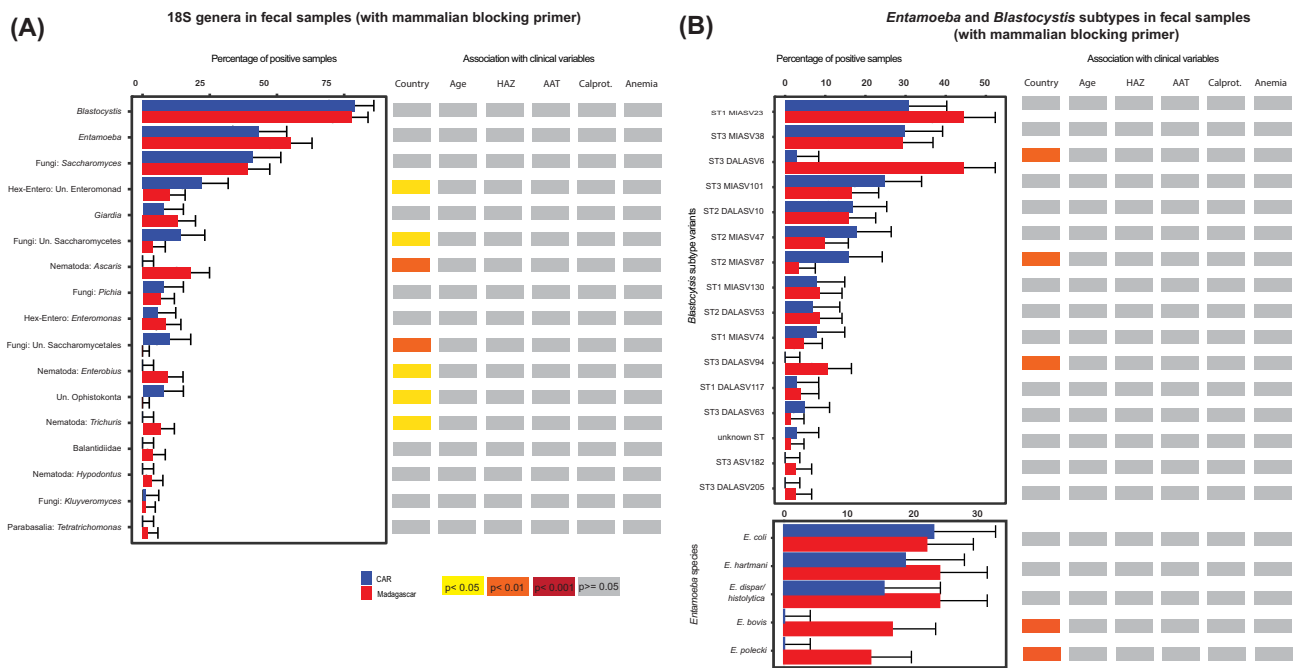 (A)
18S genera in fecal samples (with mammalian blocking primer)
Percentage of positive samples
Association with clinical variables
0 25 50 75
Country Age HAZ AAT Calprot. Anemia
Blastocystis
Entamoeba
Fungi: Saccharomyces
Hex-Entero: Un. Enteromonad
Giardia
Fungi: Un. Saccharomycetes
Nematoda: Ascaris
Fungi: Pichia
Hex-Entero: Enteromonas
Fungi: Un. Saccharomycetales
Nematoda: Enterobius
Un. Ophistokonta
Nematoda: Trichuris
Balantidiidae
Nematoda: Hypodontus
Fungi: Kluyveromyces
Parabasalia: Tetratrichomonas
CAR
Madagascar
p< 0.05 p< 0.01 p< 0.001 p>= 0.05
(B)
Entamoeba and Blastocystis subtypes in fecal samples
(with mammalian blocking primer)
Percentage of positive samples
Association with clinical variables
0 10 20 30 40 50
Country Age HAZ AAT Calprot. Anemia
Blastocytsis subtype variants
ST1 MIASV23
ST3 MIASV38
ST3 DALASV6
ST3 MIASV101
ST2 DALASV10
ST2 MIASV47
ST2 MIASV87
ST1 MIASV130
ST2 DALASV53
ST1 MIASV74
ST3 DALASV94
ST1 DALASV117
ST3 DALASV63
unknown ST
ST3 ASV182
ST3 DALASV205
0 10 20 30
Entamoeba species
E. coli
E. hartmani
E. dispar/
histolytica
E. bovis
E. polecki